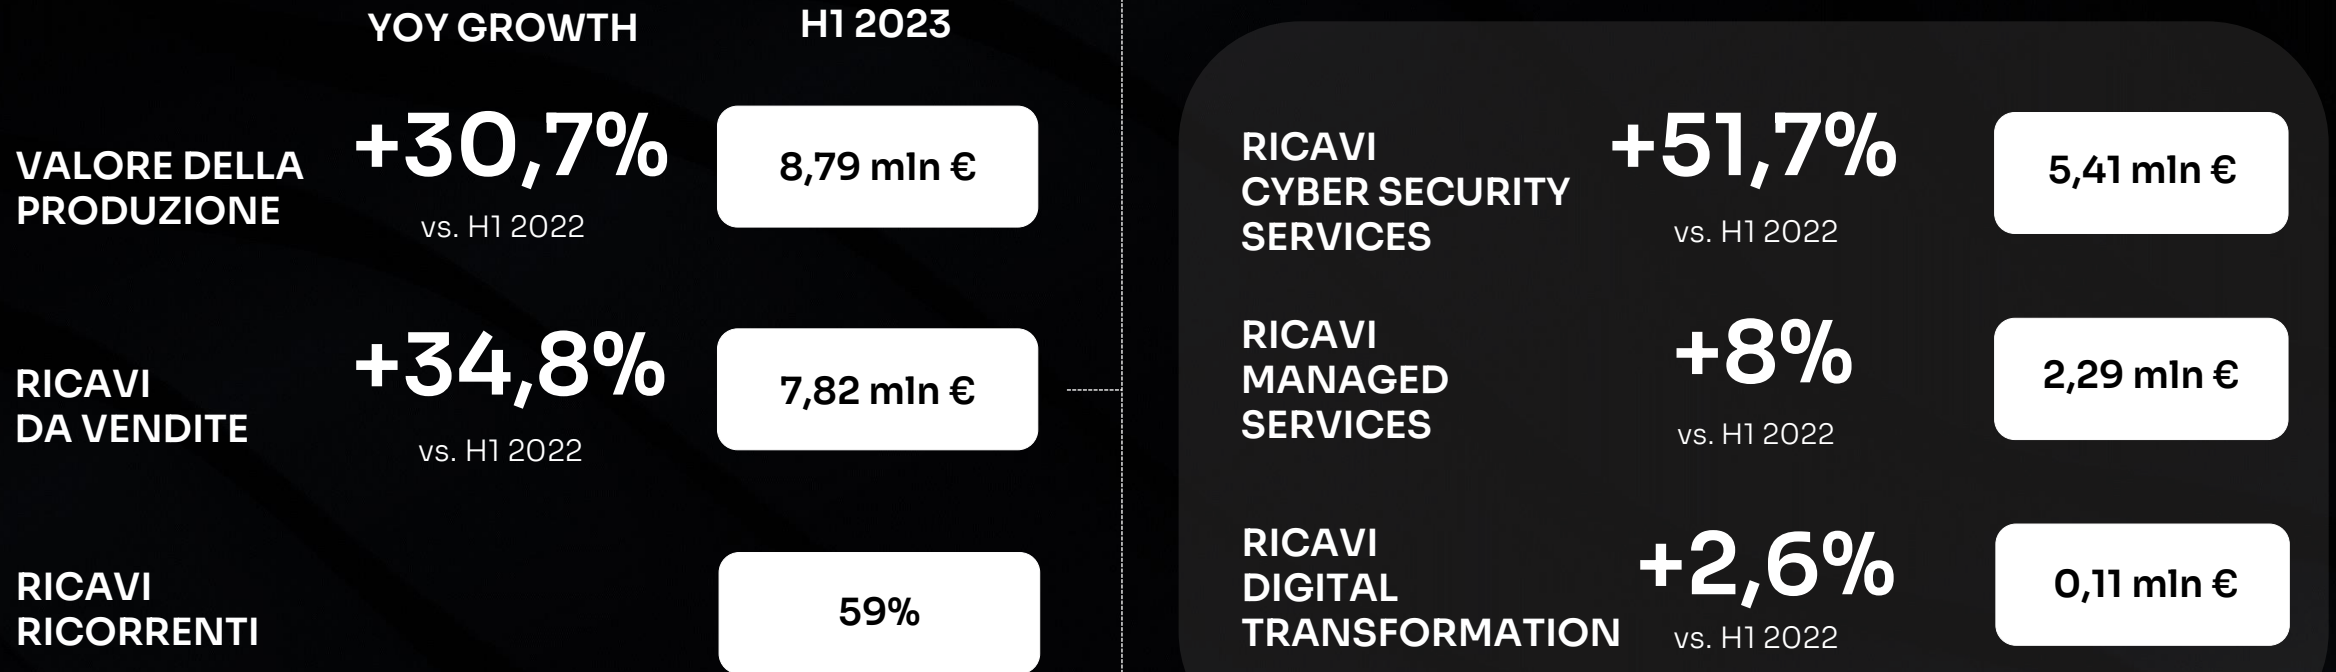 YOY GROWTH
H1 2023
VALORE DELLA
PRODUZIONE
+30,7%
vs. H1 2022
8,79 mln €
RICAVI
DA VENDITE
+34,8%
vs. H1 2022
7,82 mln €
RICAVI
RICORRENTI
59%
RICAVI
CYBER SECURITY
SERVICES
+51,7%
vs. H1 2022
5,41 mln €
RICAVI
MANAGED
SERVICES
+8%
vs. H1 2022
2,29 mln €
RICAVI
DIGITAL
TRANSFORMATION
+2,6%
vs. H1 2022
0,11 mln €